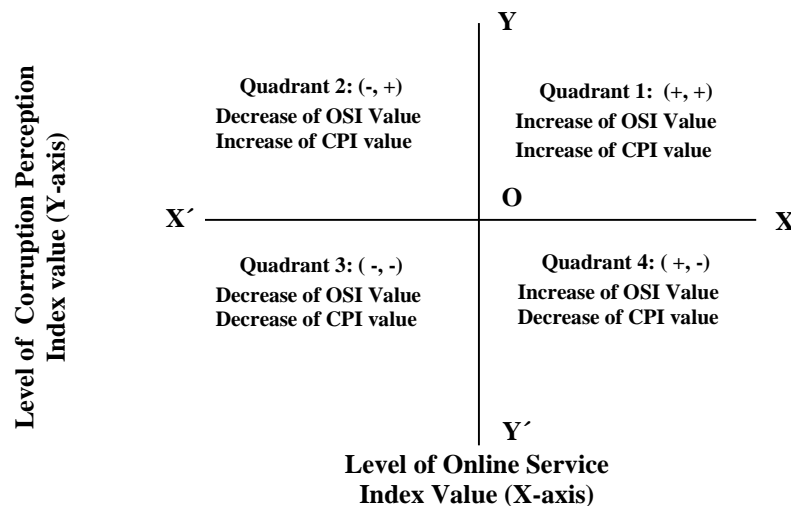 Y
Quadrant 2: (-, +)
Decrease of OSI Value
Increase of CPI value
Quadrant 1: (+, +)
Increase of OSI Value
Increase of CPI value
Level of Corruption Perception
Index value (Y-axis)
X´
O
X
Quadrant 3: ( -, -)
Decrease of OSI Value
Decrease of CPI value
Quadrant 4: ( +, -)
Increase of OSI Value
Decrease of CPI value
Y´
Level of Online Service
Index Value (X-axis)